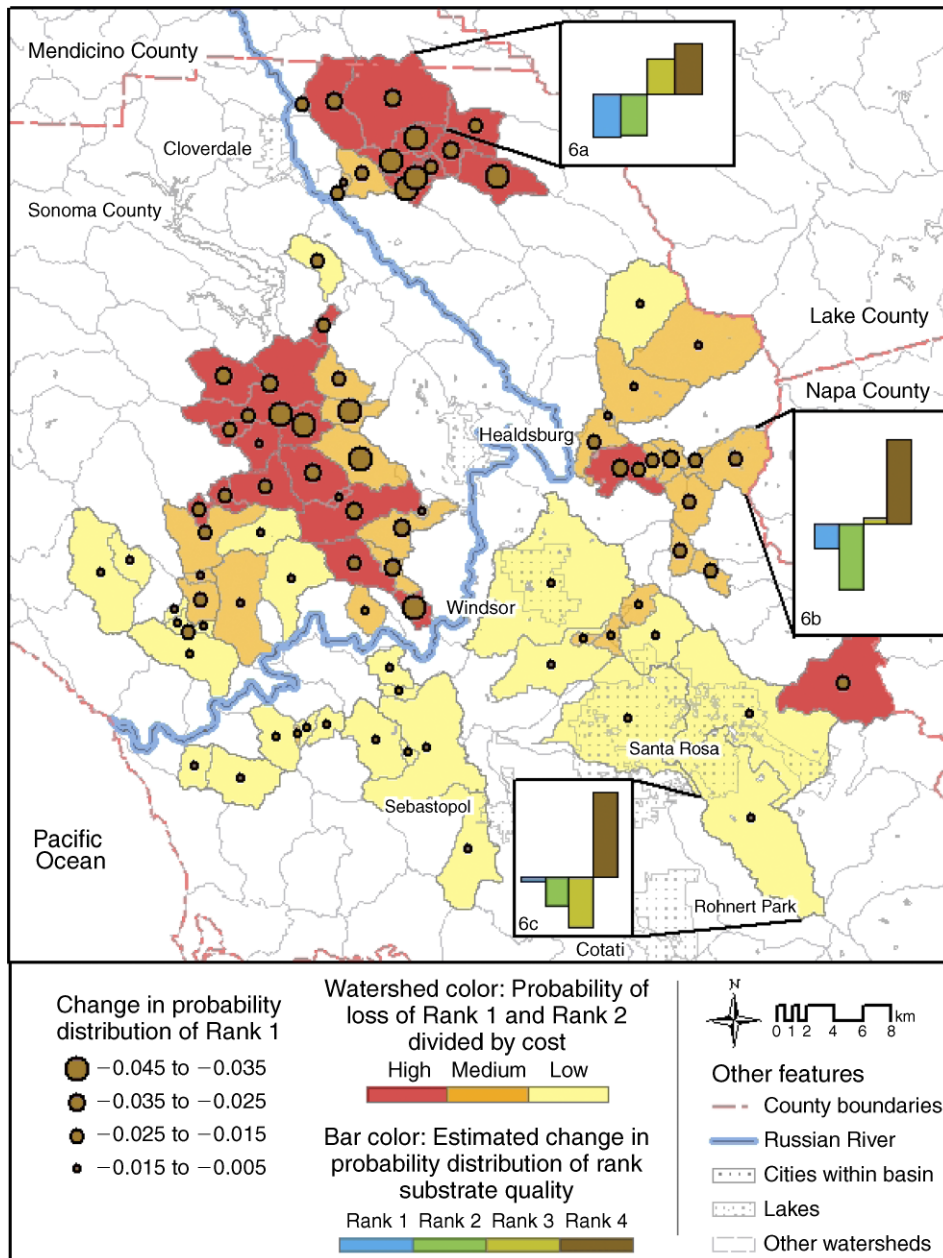 Mendicino County
Cloverdale
Sonoma County
6a
Lake County
Napa County
Healdsburg
6b
Windsor
Santa Rosa
Sebastopol
Pacific
Ocean
6c
Rohnert Park
Cotati
Change in probability
distribution of Rank 1
−0.045 to −0.035
−0.035 to −0.025
−0.025 to −0.015
−0.015 to −0.005
Watershed color: Probability of
loss of Rank 1 and Rank 2
divided by cost
High Medium Low
Bar color: Estimated change in
probability distribution of rank
substrate quality
Rank 1 Rank 2 Rank 3 Rank 4
N
km
0 1 2 4 6 8
Other features
County boundaries
Russian River
Cities within basin
Lakes
Other watersheds